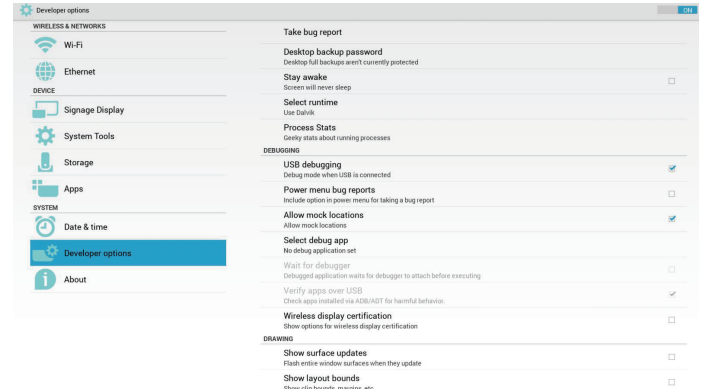 Developer options
ON
WIRELESS & NETWORKS
Wi-Fi
Ethernet
DEVICE
Signage Display
System Tools
Storage
Apps
SYSTEM
Date & time
Developer options
About
Take bug report
Desktop backup password
Desktop full backups aren't currently protected
Stay awake
Screen will never sleep
Select runtime
Use Dalvik
Process Stats
Geeky stats about running processes
DEBUGGING
USB debugging
Debug mode when USB is connected
Power menu bug reports
Include option in power menu for taking a bug report
Allow mock locations
Allow mock locations
Select debug app
No debug application set
Wait for debugger
Debugged application waits for debugger to attach before executing
Verify apps over USB
Check apps installed via ADB/ADT for harmful behavior.
Wireless display certification
Show options for wireless display certification
DRAWING
Show surface updates
Flash entire window surfaces when they update
Show layout bounds
Show clip bounds, margins, etc.